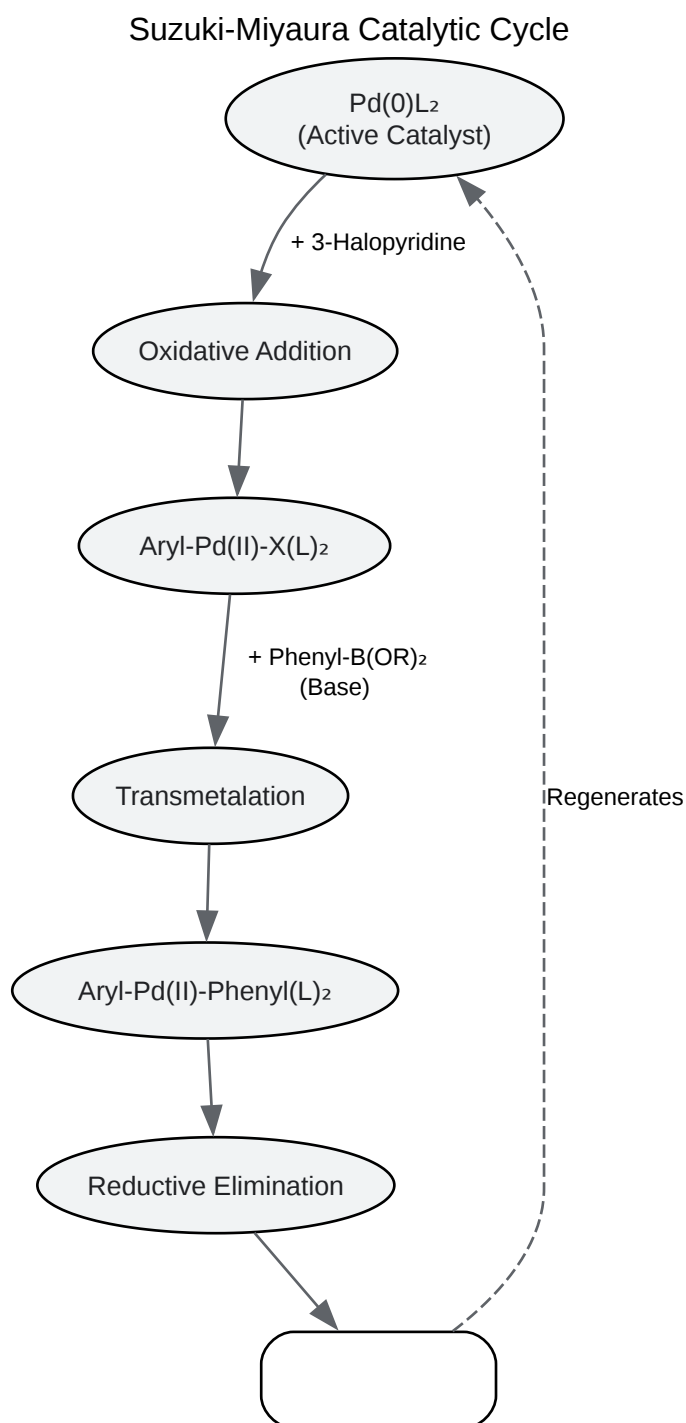 Suzuki-Miyaura Catalytic Cycle
Pd(0)L₂
(Active Catalyst)
+ 3-Halopyridine
Oxidative Addition
Aryl-Pd(II)-X(L)₂
+ Phenyl-B(OR)₂
(Base)
Transmetalation
Regenerates
Aryl-Pd(II)-Phenyl(L)₂
Reductive Elimination